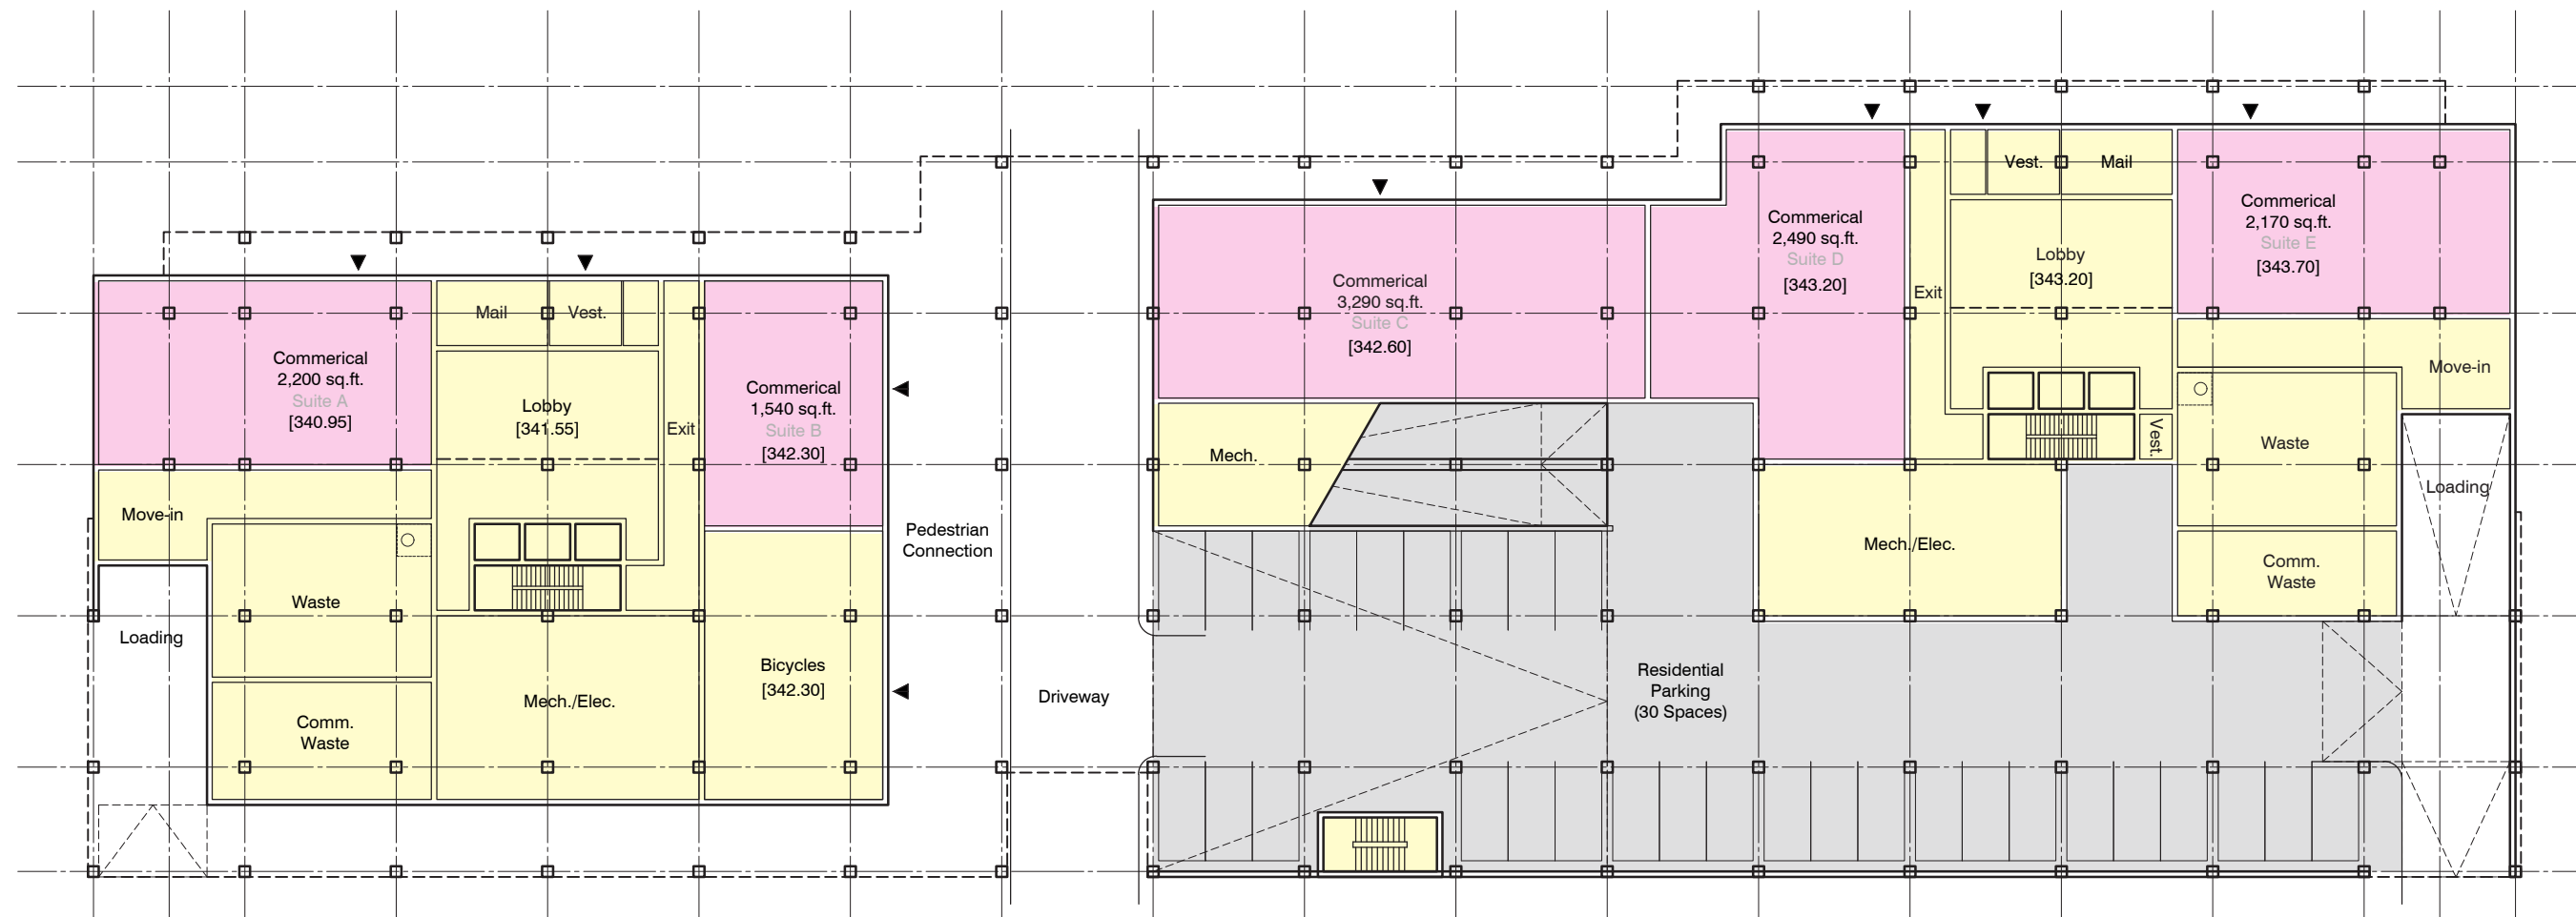 Commerical
2,200 sq.ft.
Suite A
[340.95]
Mail
Vest.
Lobby
[341.55]
Exit
Commerical
1,540 sq.ft.
Suite B
[342.30]
Move-in
Loading
Waste
Comm.
Waste
Mech./Elec.
Bicycles
[342.30]
Pedestrian
Connection
Driveway
Commerical
3,290 sq.ft.
Suite C
[342.60]
Mech.
Commerical
2,490 sq.ft.
Suite D
[343.20]
Exit
Vest.
Mail
Lobby
[343.20]
Commerical
2,170 sq.ft.
Suite E
[343.70]
Move-in
Vest.
Waste
Loading
Mech./Elec.
Comm.
Waste
Residential
Parking
(30 Spaces)